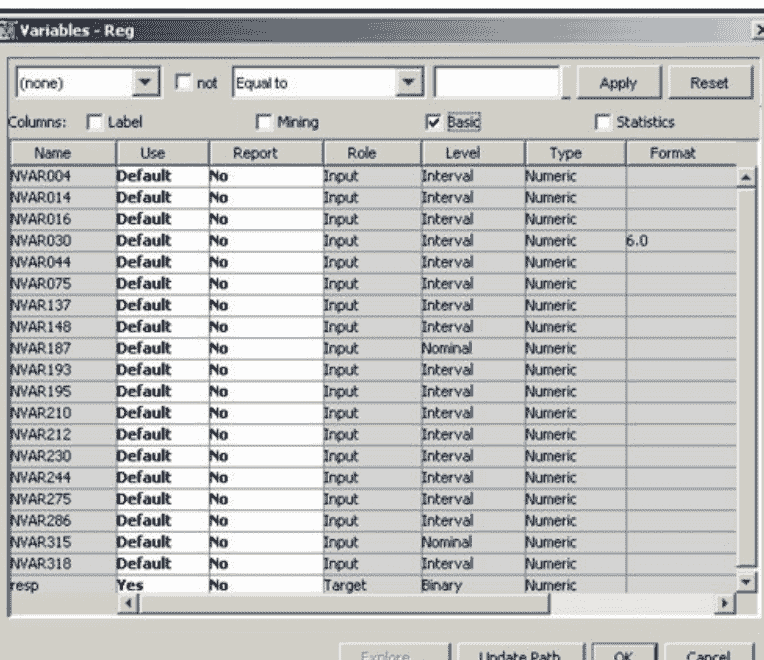 Variables - Reg
(none) not Equal to Apply Reset
Columns: Label Mining Basic Statistics
Name Use Report Role Level Type Format
NVAR004 Default No Input Interval Numeric
NVAR014 Default No Input Interval Numeric
NVAR016 Default No Input Interval Numeric
NVAR030 Default No Input Interval Numeric 6.0
NVAR044 Default No Input Interval Numeric
NVAR075 Default No Input Interval Numeric
NVAR137 Default No Input Interval Numeric
NVAR148 Default No Input Interval Numeric
NVAR187 Default No Input Nominal Numeric
NVAR193 Default No Input Interval Numeric
NVAR195 Default No Input Interval Numeric
NVAR210 Default No Input Interval Numeric
NVAR212 Default No Input Interval Numeric
NVAR230 Default No Input Interval Numeric
NVAR244 Default No Input Interval Numeric
NVAR275 Default No Input Interval Numeric
NVAR286 Default No Input Interval Numeric
NVAR315 Default No Input Nominal Numeric
NVAR318 Default No Input Interval Numeric
resp Yes No Target Binary Numeric
Explore... Update Path OK Cancel